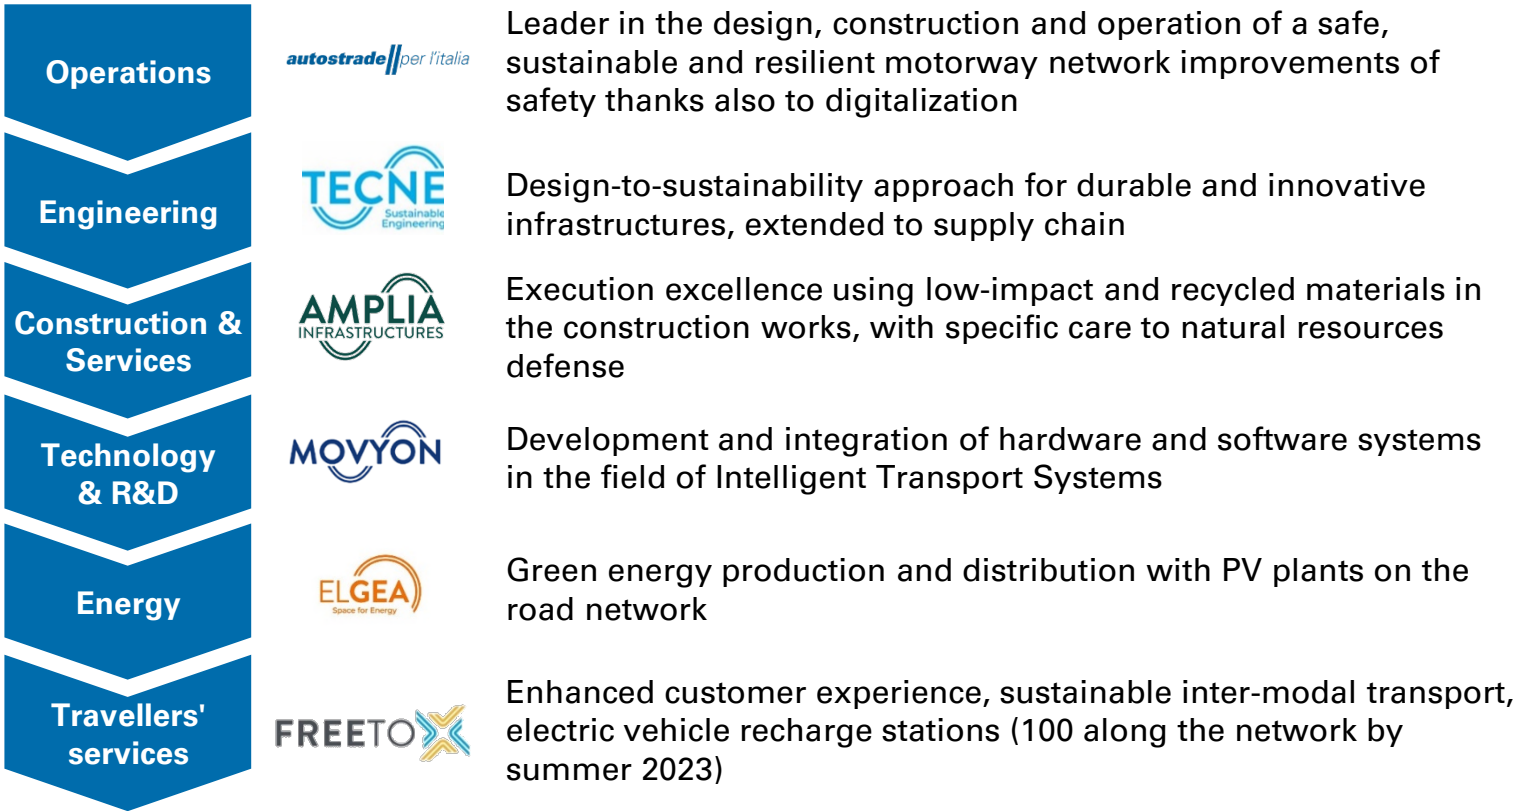 Operations
autostrade//per l'italia
Leader in the design, construction and operation of a safe,
sustainable and resilient motorway network improvements of
safety thanks also to digitalization
Engineering
TECNE
Sustainable
Engineering
Design-to-sustainability approach for durable and innovative
infrastructures, extended to supply chain
Construction &
Services
AMPLIA
INFRASTRUCTURES
Execution excellence using low-impact and recycled materials in
the construction works, with specific care to natural resources
defense
Technology
& R&D
MOVYON
Development and integration of hardware and software systems
in the field of Intelligent Transport Systems
Energy
ELGEA
Space for Energy
Green energy production and distribution with PV plants on the
road network
Travellers'
services
FREETOX
Enhanced customer experience, sustainable inter-modal transport,
electric vehicle recharge stations (100 along the network by
summer 2023)